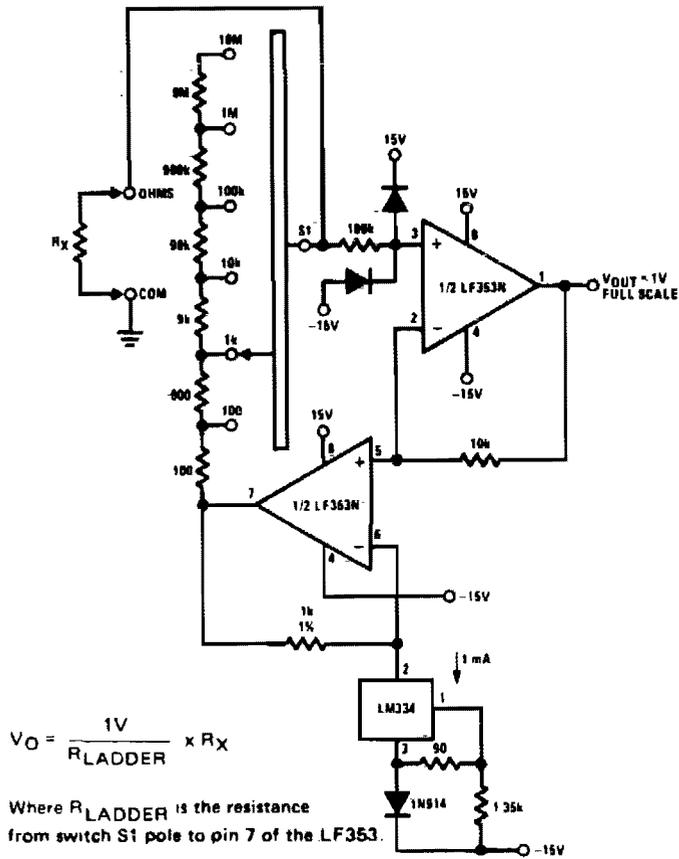 10M
9M
1M
900k
100k
OHMS
90k
RX
10k
COM
9k
1k
900
100
100
S1
100k
15V
-15V
15V
3
+
8
1/2 LF353N
1
2
-
4
-15V
VOUT = 1V
FULL SCALE
10k
15V
8
5
+
7
1/2 LF353N
6
-
4
-15V
1k
1%
2
1 mA
LM334
1
3
90
1N914
1 35k
-15V
VO = 1V / RLADDER x RX
Where RLADDER is the resistance
from switch S1 pole to pin 7 of the LF353.